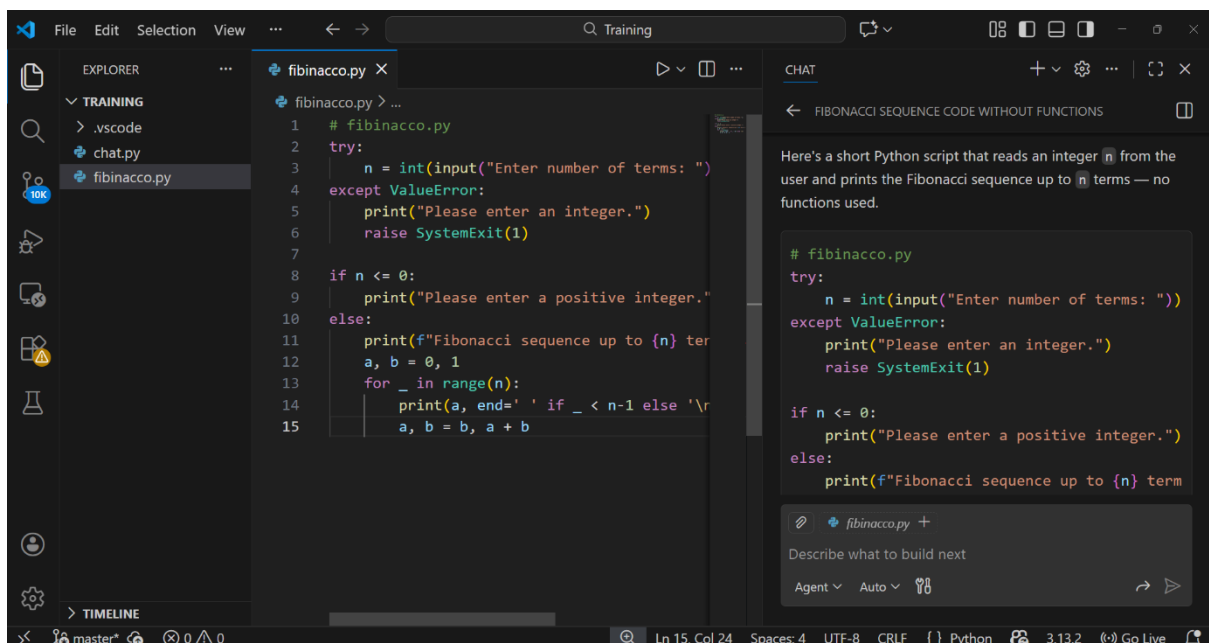 File Edit Selection View ··· Training
EXPLORER ···
TRAINING
.vscode
chat.py
fibinacco.py
10K
TIMELINE
fibinacco.py
fibinacco.py > ...
1 # fibinacco.py
2 try:
3 n = int(input("Enter number of terms: ")
4 except ValueError:
5 print("Please enter an integer.")
6 raise SystemExit(1)
7
8 if n <= 0:
9 print("Please enter a positive integer."
10 else:
11 print(f"Fibonacci sequence up to {n} ter
12 a, b = 0, 1
13 for _ in range(n):
14 print(a, end=' ' if _ < n-1 else '\n
15 a, b = b, a + b
CHAT
FIBONACCI SEQUENCE CODE WITHOUT FUNCTIONS
Here's a short Python script that reads an integer n from the
user and prints the Fibonacci sequence up to n terms — no
functions used.
# fibinacco.py
try:
n = int(input("Enter number of terms: "))
except ValueError:
print("Please enter an integer.")
raise SystemExit(1)
if n <= 0:
print("Please enter a positive integer.")
else:
print(f"Fibonacci sequence up to {n} term
fibinacco.py +
Describe what to build next
Agent Auto
master* 0 0 Ln 15, Col 24 Spaces: 4 UTF-8 CRLF { } Python 3.13.2 Go Live